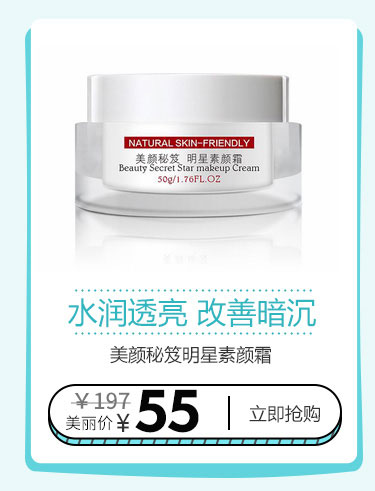 NATURAL SKIN-FRIENDLY
美颜秘笈 明星素颜霜
Beauty Secret Star makeup Cream
50g/1.76FL.OZ
水润透亮 改善暗沉
美颜秘笈明星素颜霜
￥197
美丽价￥55
立即抢购